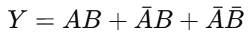 Y = AB + ĀB + ĀB̄